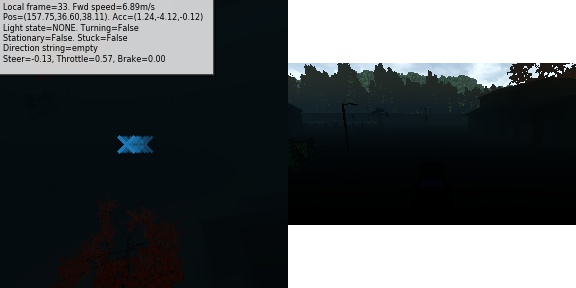 Local frame=33. Fwd speed=6.89m/s
Pos=(157.75,36.60,38.11). Acc=(1.24,-4.12,-0.12)
Light state=NONE. Turning=False
Stationary=False. Stuck=False
Direction string=empty
Steer=-0.13, Throttle=0.57, Brake=0.00